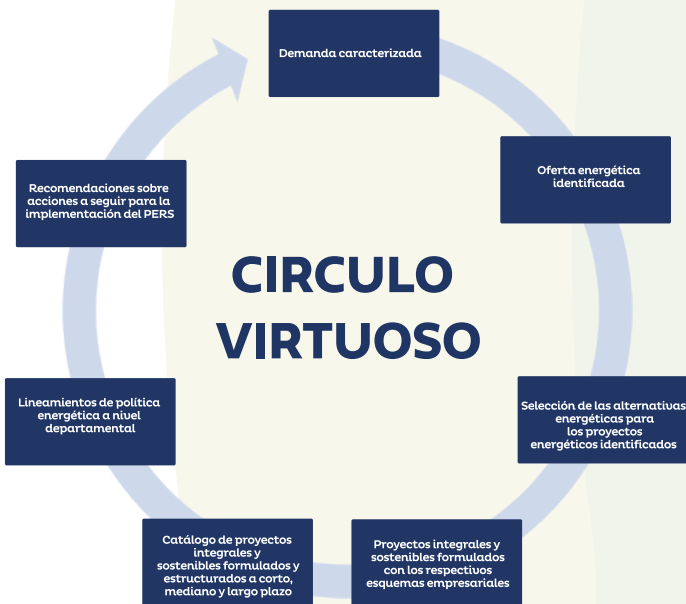 Demanda caracterizada
Oferta energética
identificada
Selección de las alternativas
energéticas para
los proyectos
energéticos identificados
Proyectos integrales y
sostenibles formulados
con los respectivos
esquemas empresariales
Catálogo de proyectos
integrales y
sostenibles formulados y
estructurados a corto,
mediano y largo plazo
Lineamientos de política
energética a nivel
departamental
Recomendaciones sobre
acciones a seguir para la
implementación del PERS
CIRCULO
VIRTUOSO